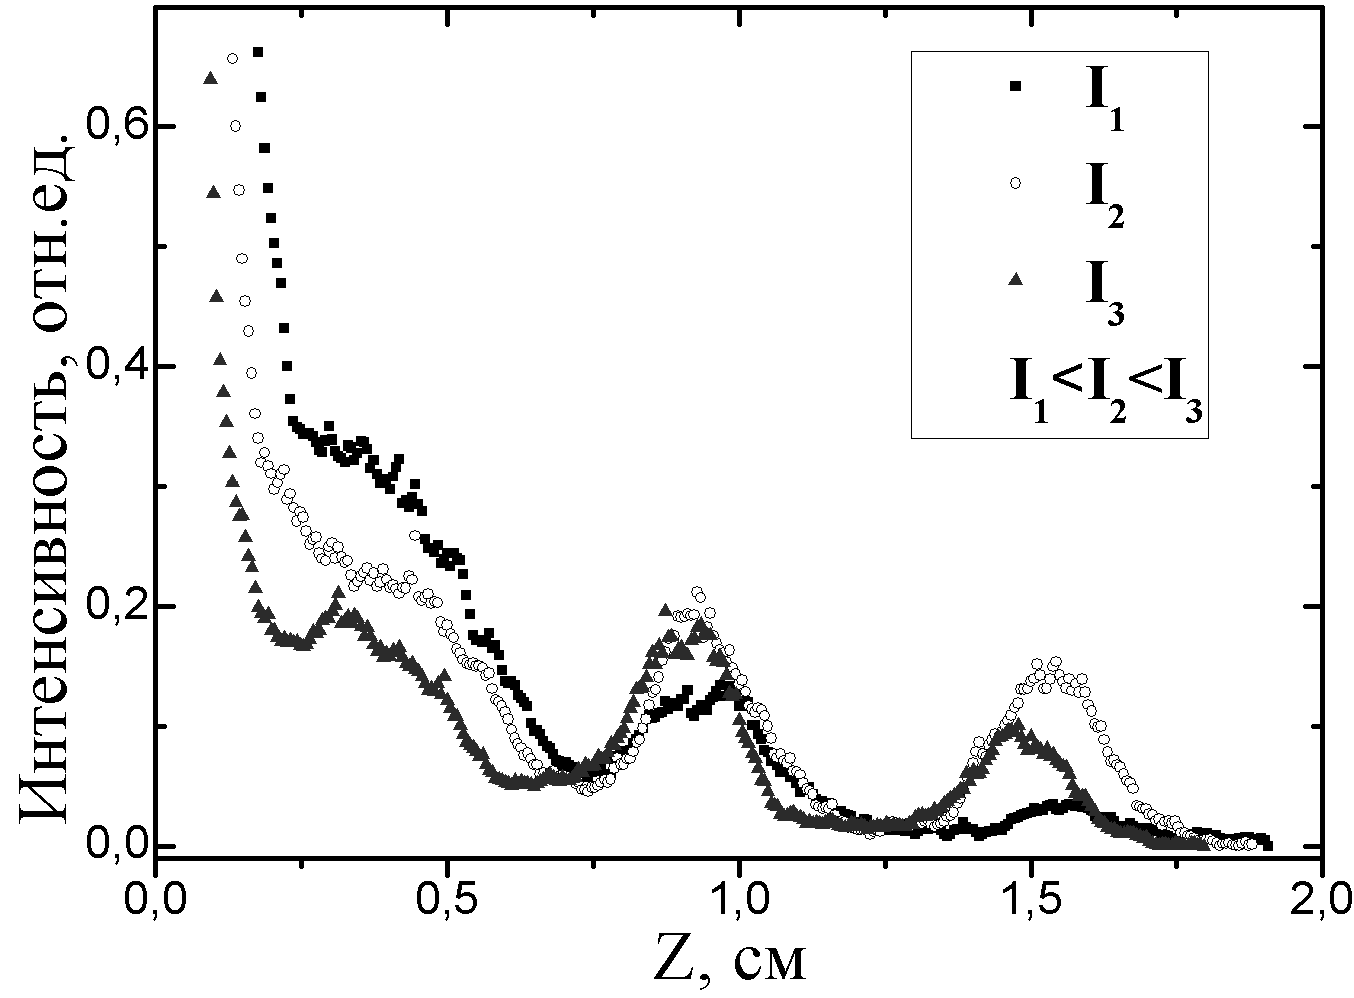 Интенсивность, отн.ед.
0,6
0,4
0,2
0,0
0,0 0,5 1,0 1,5 2,0
Z, см
I₁
I₂
I₃
I₁<I₂<I₃